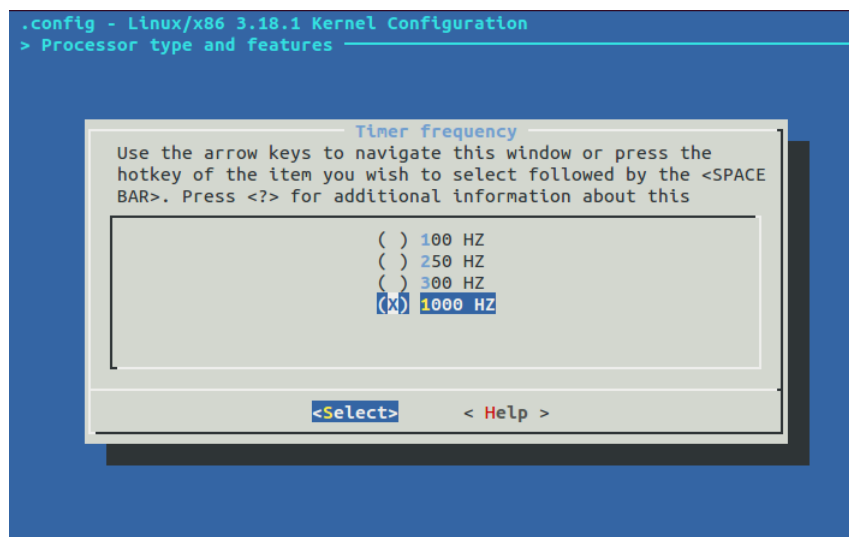 .config - Linux/x86 3.18.1 Kernel Configuration
> Processor type and features
Timer frequency
Use the arrow keys to navigate this window or press the
hotkey of the item you wish to select followed by the <SPACE
BAR>. Press <?> for additional information about this
( ) 100 HZ
( ) 250 HZ
( ) 300 HZ
(X) 1000 HZ
<Select> < Help >